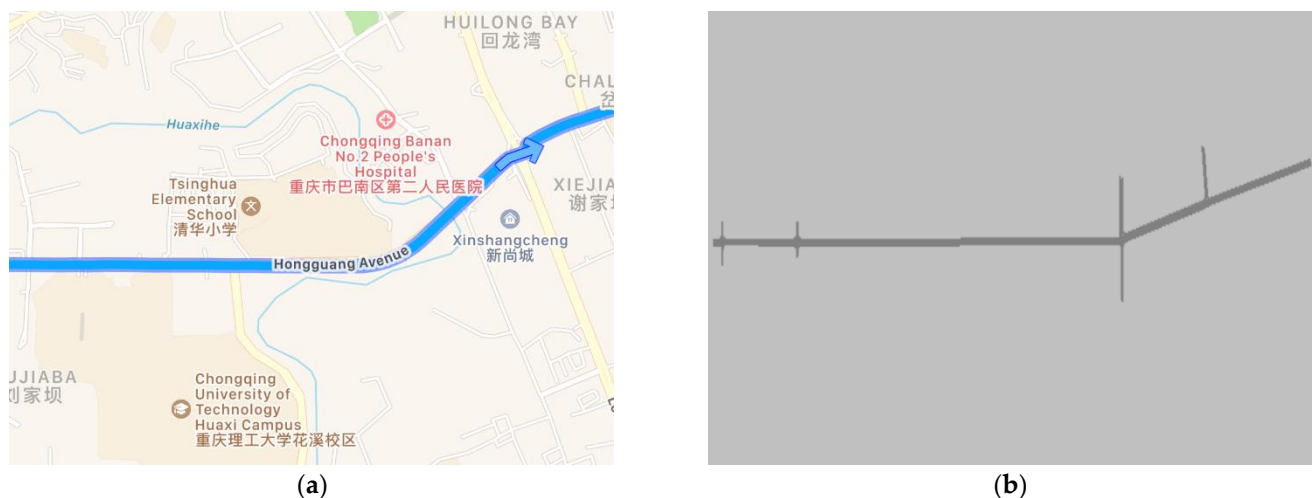 HUILONG BAY
回龙湾
CHAL
岔
Huaxihe
Chongqing Banan
No.2 People's
Hospital
重庆市巴南区第二人民医院
Tsinghua
Elementary
School
清华小学
XIEJIA
谢家
Xinshangcheng
新尚城
Hongguang Avenue
UJIABA
刘家坝
Chongqing
University of
Technology
Huaxi Campus
重庆理工大学花溪校区
(a)
(b)